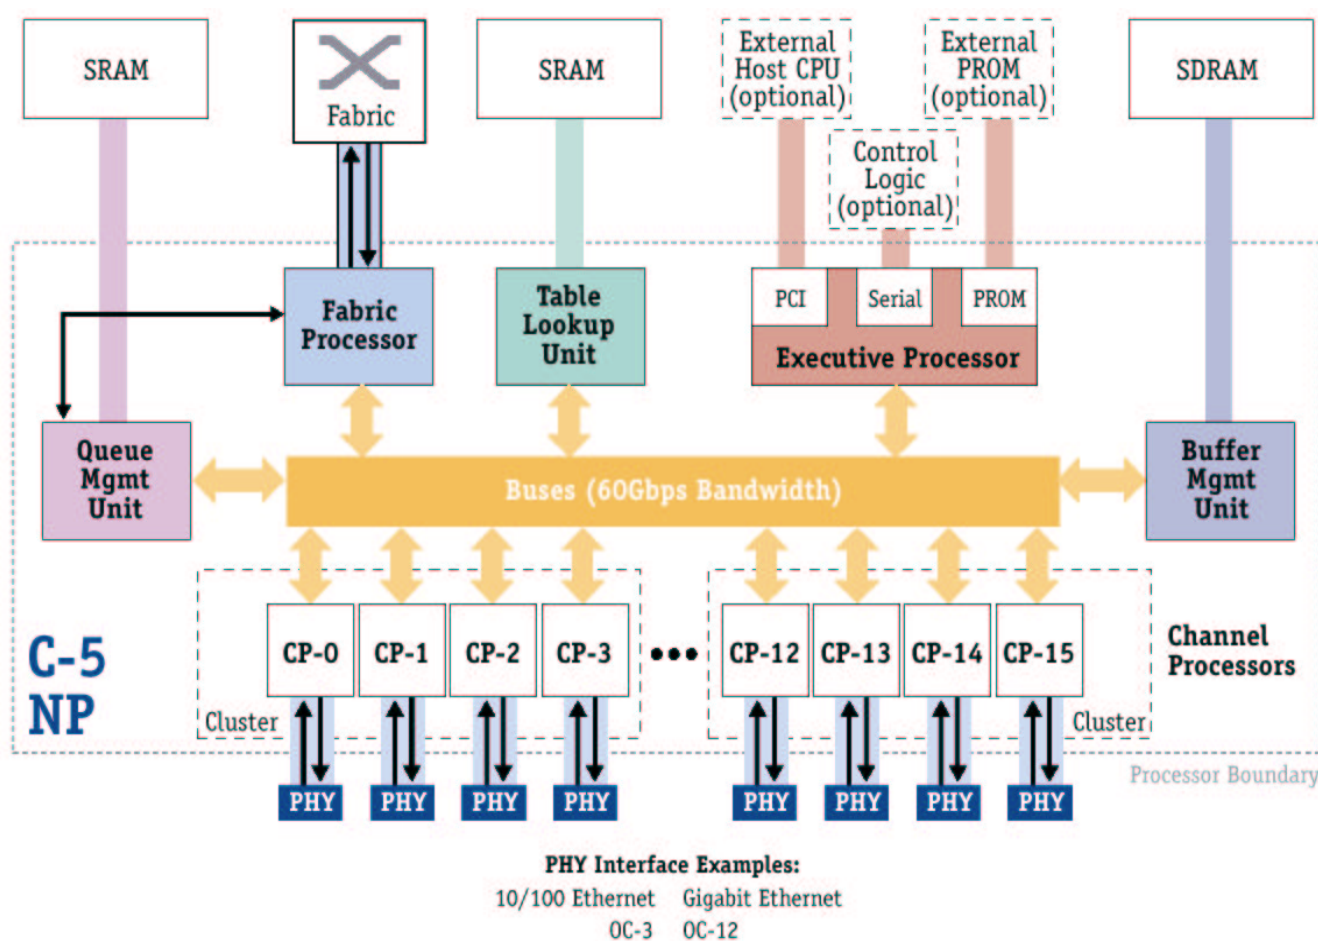 SRAM
Fabric
SRAM
External
Host CPU
(optional)
External
PROM
(optional)
SDRAM
Control
Logic
(optional)
Fabric
Processor
Table
Lookup
Unit
PCI
Serial
PROM
Executive Processor
Queue
Mgmt
Unit
Buses (60Gbps Bandwidth)
Buffer
Mgmt
Unit
C-5
NP
CP-0
CP-1
CP-2
CP-3
CP-12
CP-13
CP-14
CP-15
Channel
Processors
Cluster
Cluster
Processor Boundary
PHY
PHY
PHY
PHY
PHY
PHY
PHY
PHY
PHY Interface Examples:
10/100 Ethernet Gigabit Ethernet
OC-3 OC-12